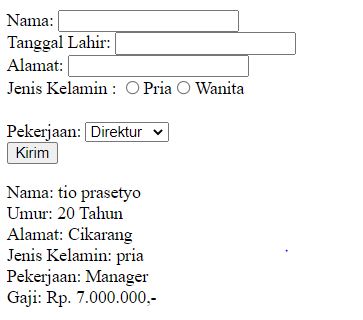 Nama:
Tanggal Lahir:
Alamat:
Jenis Kelamin : Pria Wanita
Pekerjaan: Direktur
Kirim
Nama: tio prasetyo
Umur: 20 Tahun
Alamat: Cikarang
Jenis Kelamin: pria
Pekerjaan: Manager
Gaji: Rp. 7.000.000,-